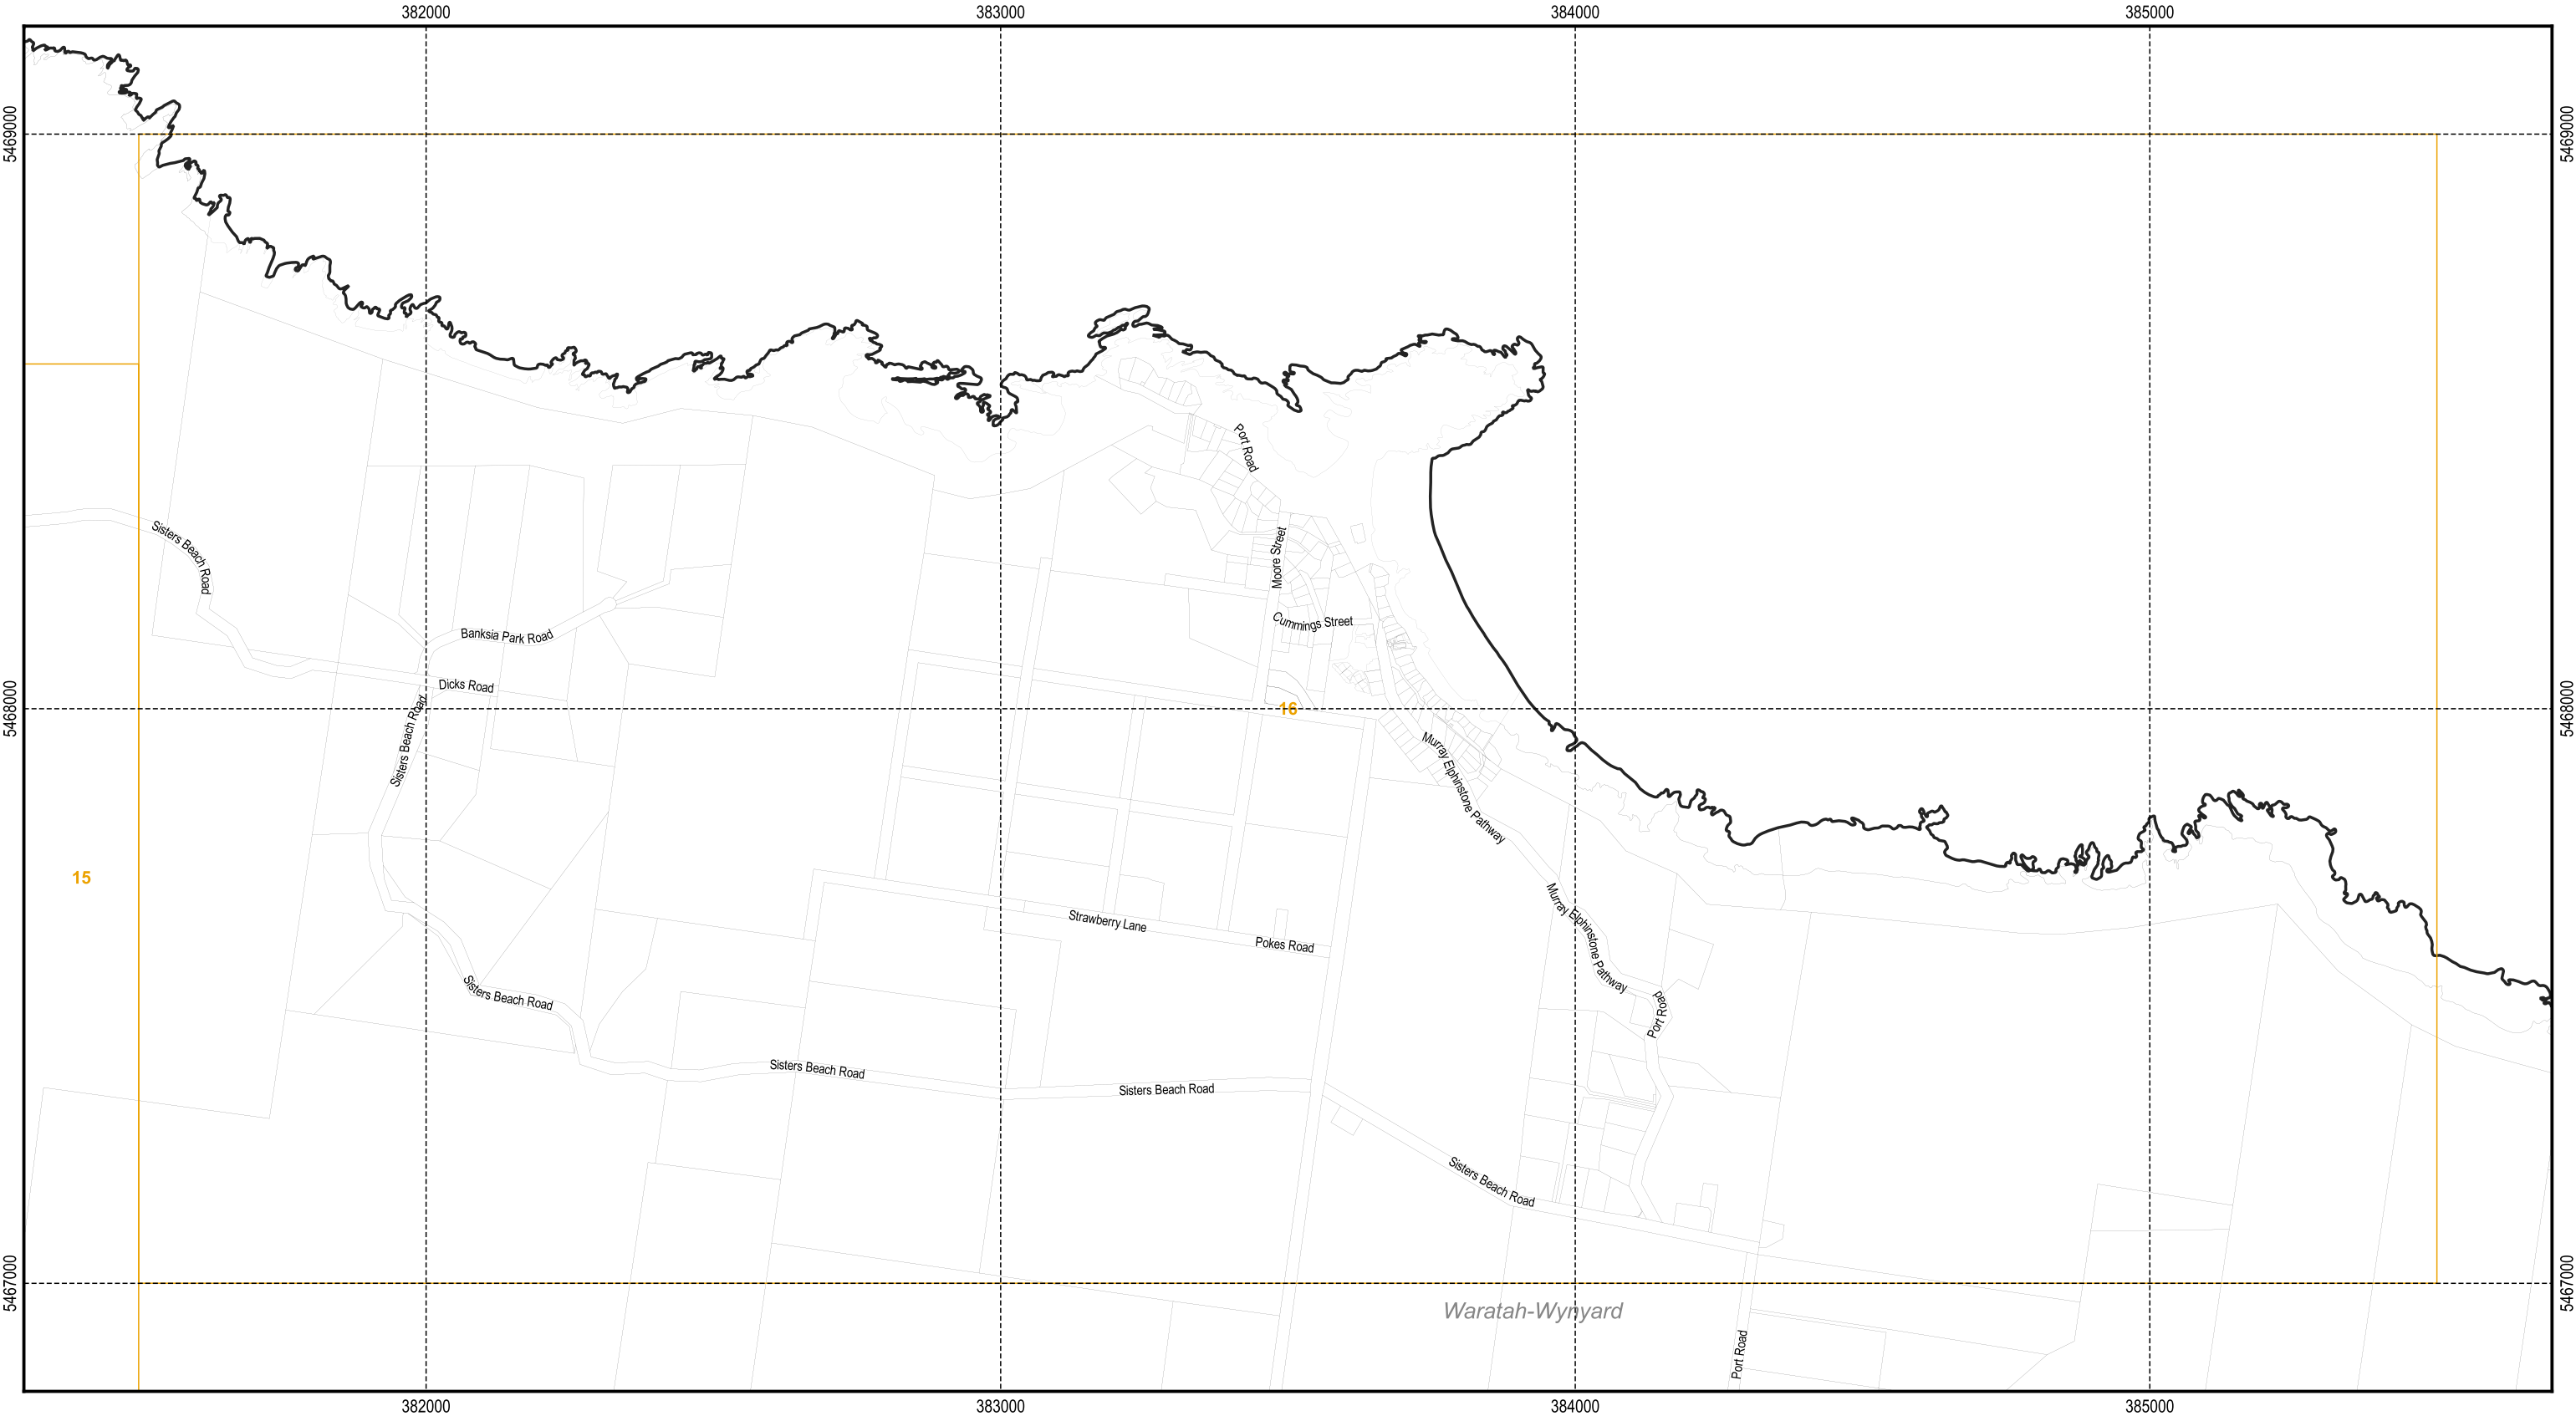 382000
383000
384000
385000
5469000
5469000
Port Road
Sisters Beach Road
Moore Street
Cummings Street
Banksia Park Road
Dicks Road
5468000
Sisters Beach Road
16
5468000
Murray Elphinstone Pathway
15
Murray Elphinstone Pathway
Strawberry Lane
Pokes Road
Sisters Beach Road
Port Road
Sisters Beach Road
Sisters Beach Road
Sisters Beach Road
5467000
5467000
Waratah-Wynyard
Port Road
382000
383000
384000
385000